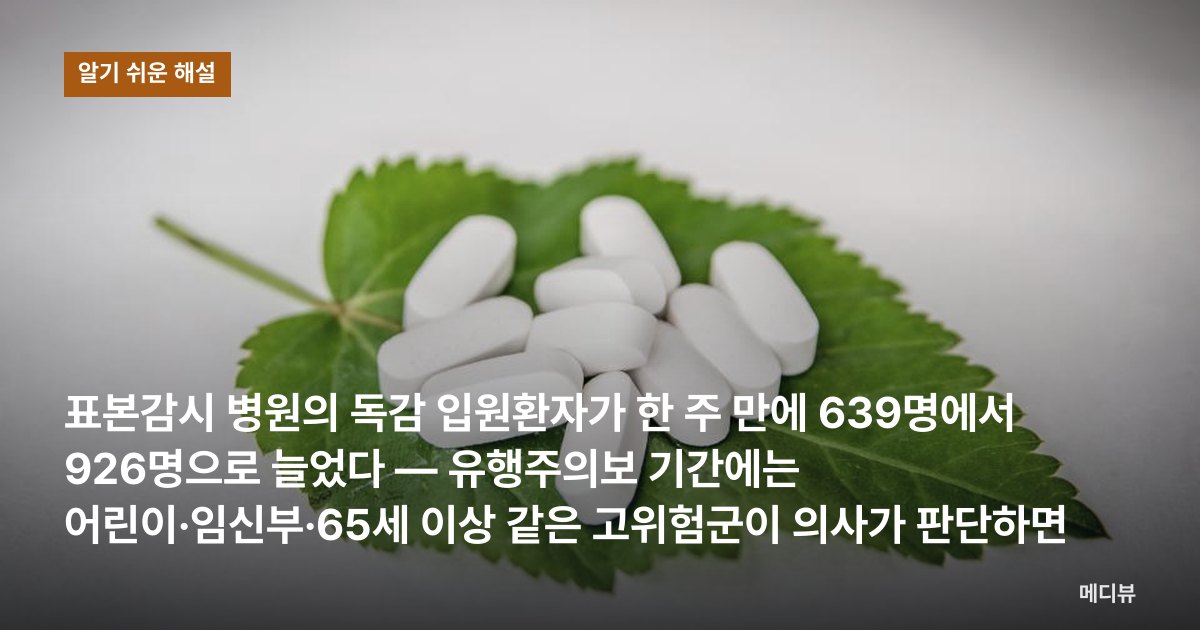 알기 쉬운 해설
표본감시 병원의 독감 입원환자가 한 주 만에 639명에서
926명으로 늘었다 — 유행주의보 기간에는
어린이·임신부·65세 이상 같은 고위험군이 의사가 판단하면
메디뷰